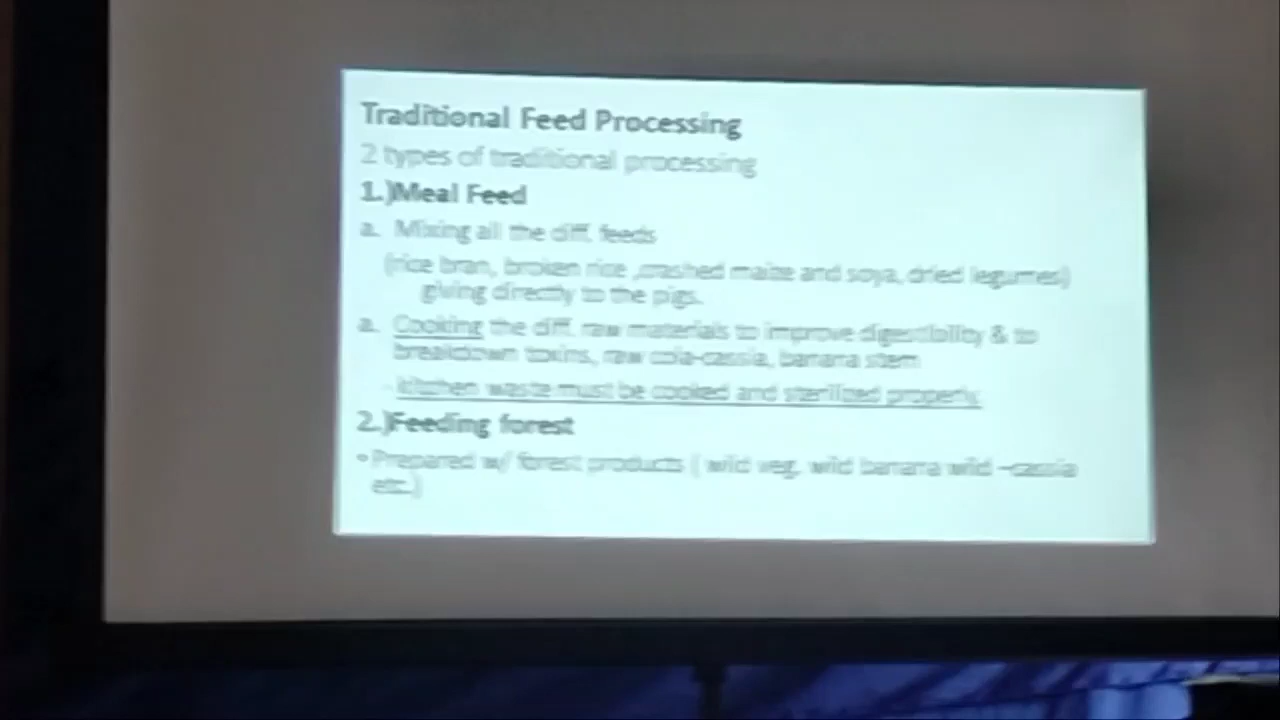 Traditional Feed Processing
2 types of traditional processing
1.)Meal Feed
a. Mixing all the diff. feeds
(rice bran, broken rice ,crashed maize and soya, dried legumes)
giving directly to the pigs.
a. Cooking the diff. raw materials to improve digestibility & to
breakdown toxins, raw cola-cassia, banana stem
- kitchen waste must be cooked and sterilized properly.
2.)Feeding forest
•Prepared w/ forest products ( wild veg. wild banana wild –cassia
etc.)